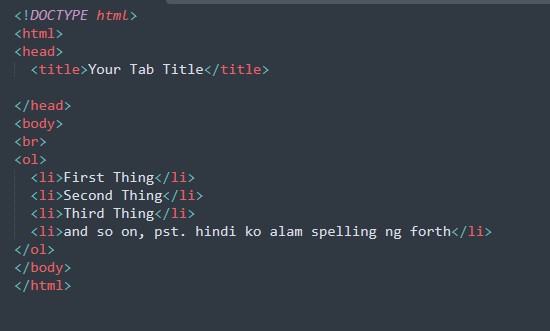 <!DOCTYPE html>
<html>
<head>
<title>Your Tab Title</title>
</head>
<body>
<br>
<ol>
<li>First Thing</li>
<li>Second Thing</li>
<li>Third Thing</li>
<li>and so on, pst. hindi ko alam spelling ng forth</li>
</ol>
</body>
</html>